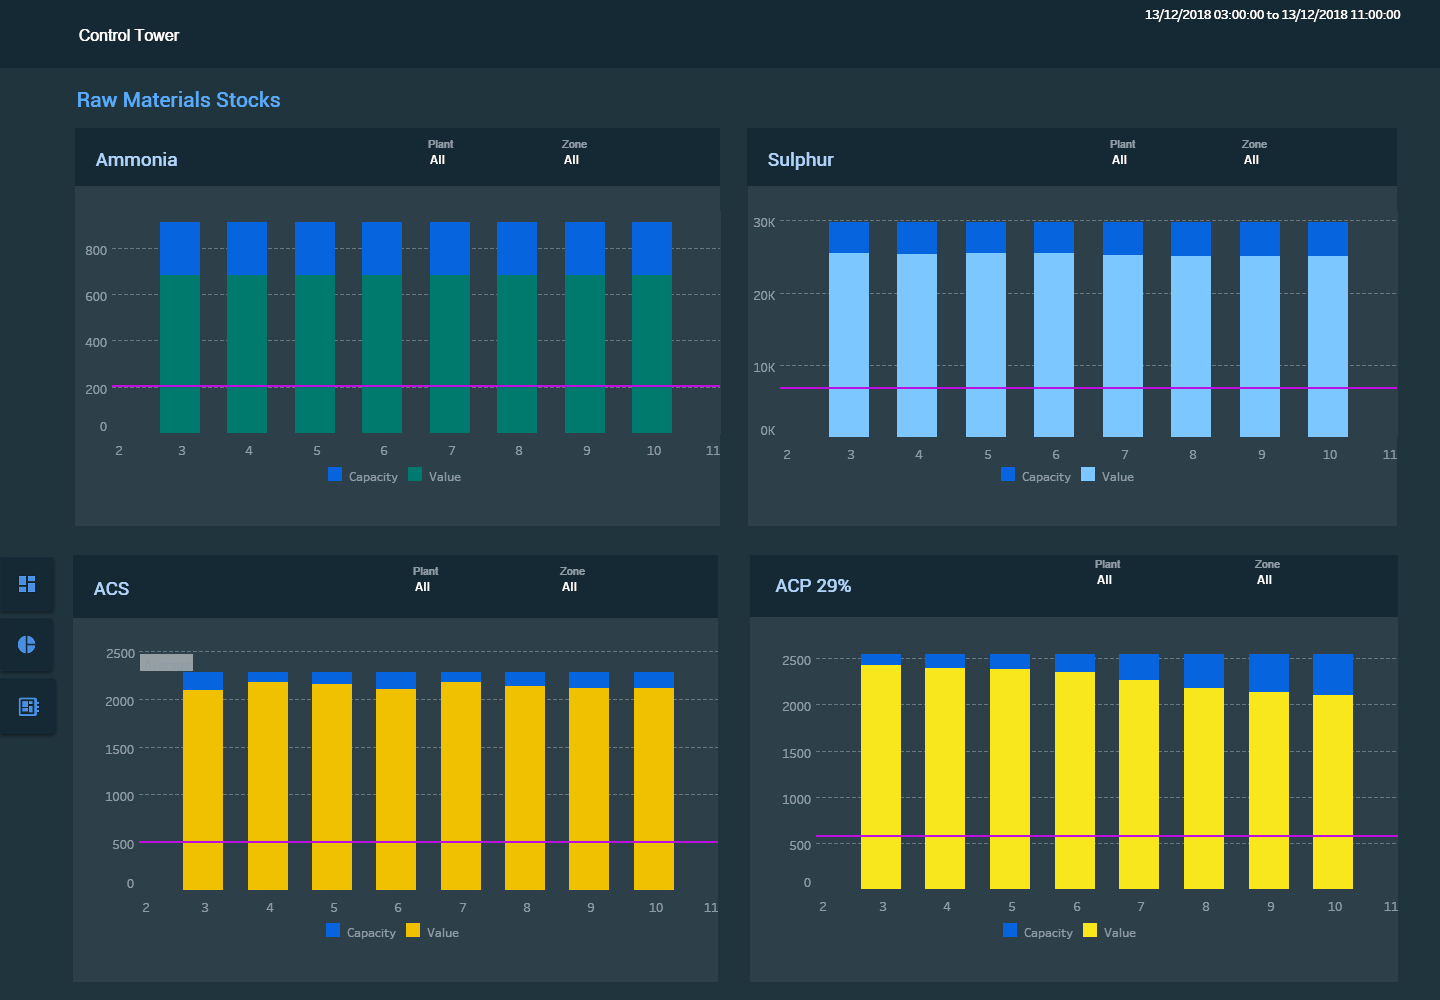 13/12/2018 03:00:00 to 13/12/2018 11:00:00
Control Tower
Raw Materials Stocks
Ammonia
Plant
All
Zone
All
800
600
400
200
0
2 3 4 5 6 7 8 9 10 11
Capacity Value
Sulphur
Plant
All
Zone
All
30K
20K
10K
0K
2 3 4 5 6 7 8 9 10 11
Capacity Value
ACS
Plant
All
Zone
All
2500
2000
1500
1000
500
0
2 3 4 5 6 7 8 9 10 11
Capacity Value
ACP 29%
Plant
All
Zone
All
2500
2000
1500
1000
500
0
2 3 4 5 6 7 8 9 10 11
Capacity Value